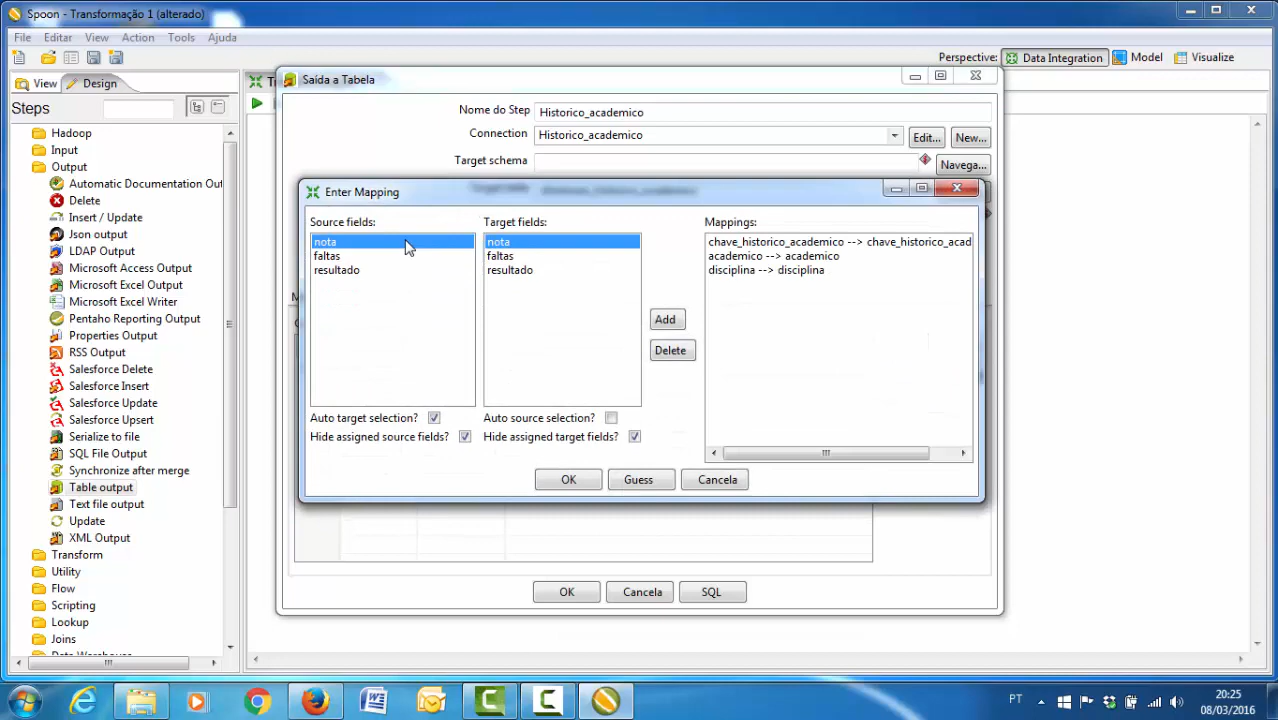 Spoon - Transformação 1 (alterado)
File Editar View Action Tools Ajuda
Perspective: Data Integration Model Visualize
View Design
Steps
Hadoop
Input
Output
Automatic Documentation Out
Delete
Insert / Update
Json output
LDAP Output
Microsoft Access Output
Microsoft Excel Output
Microsoft Excel Writer
Pentaho Reporting Output
Properties Output
RSS Output
Salesforce Delete
Salesforce Insert
Salesforce Update
Salesforce Upsert
Serialize to file
SQL File Output
Synchronize after merge
Table output
Text file output
Update
XML Output
Transform
Utility
Flow
Scripting
Lookup
Joins
Data Warehouse
Saída a Tabela
Nome do Step Historico_academico
Connection Historico_academico Edit... New...
Target schema Navega...
Enter Mapping
Source fields: Target fields: Mappings:
nota nota chave_historico_academico --> chave_historico_acad
faltas faltas academico --> academico
resultado resultado disciplina --> disciplina
Add
Delete
Auto target selection? Auto source selection?
Hide assigned source fields? Hide assigned target fields?
OK Guess Cancela
OK Cancela SQL
PT 20:25
08/03/2016